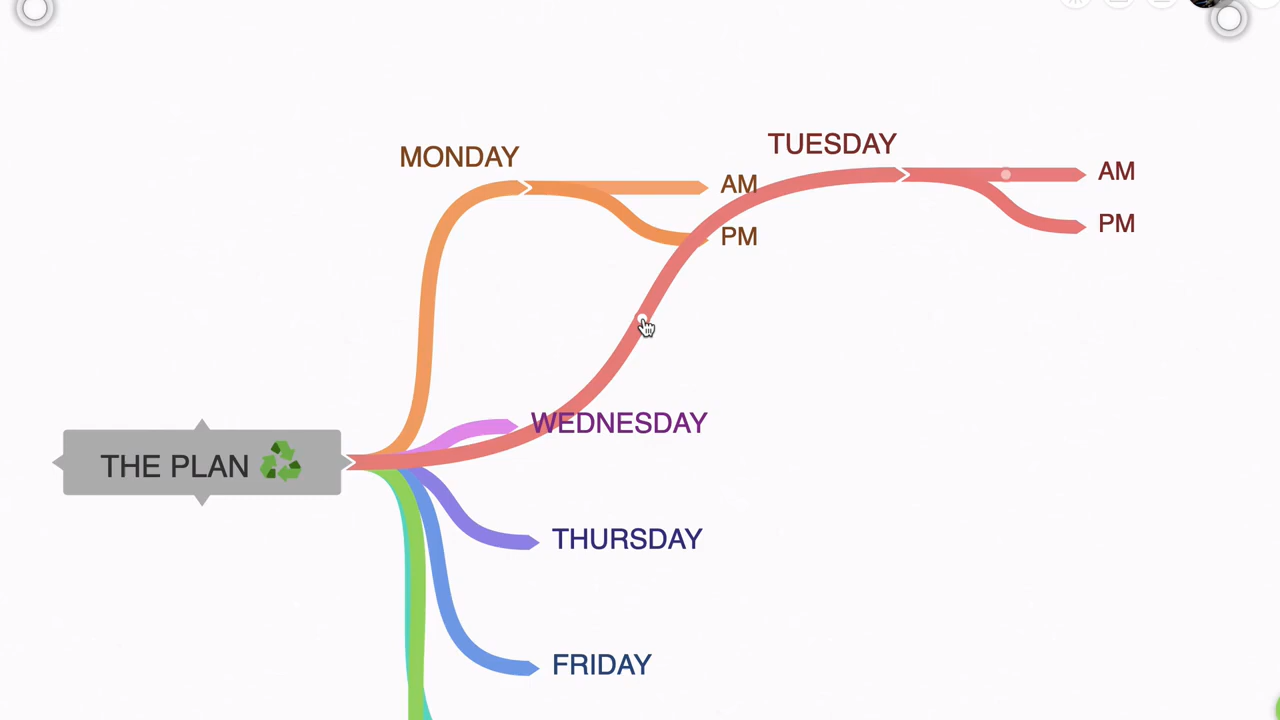 MONDAY
AM
PM
TUESDAY
AM
PM
WEDNESDAY
THE PLAN
THURSDAY
FRIDAY